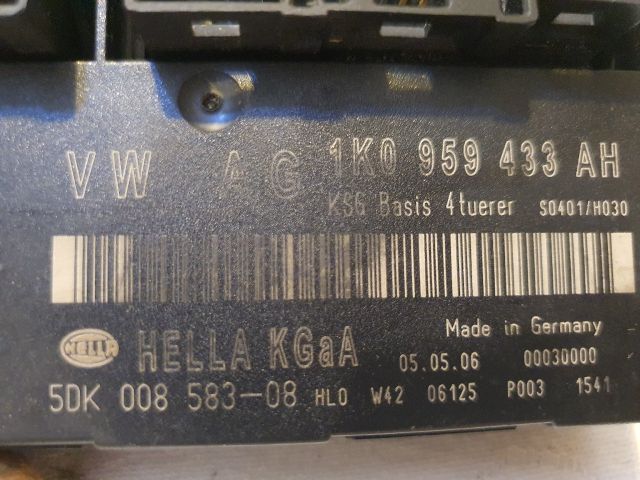 VW AG 1K0 959 433 AH
KSG Basis 4tuerer S0401/H030
HELLA HELLA KGaA Made in Germany
05.05.06 00030000
5DK 008 583-08 HLO W42 06125 P003 1541